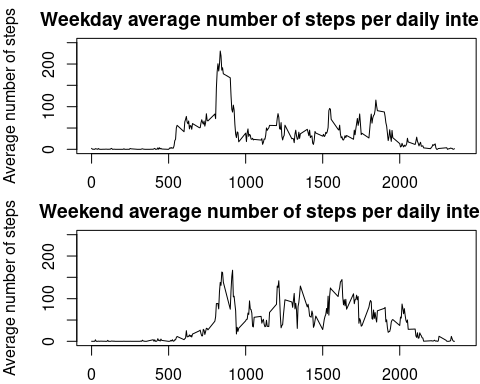 Weekday average number of steps per daily inte
Average number of steps
200
100
0
0 500 1000 1500 2000
Weekend average number of steps per daily inte
Average number of steps
200
100
0
0 500 1000 1500 2000